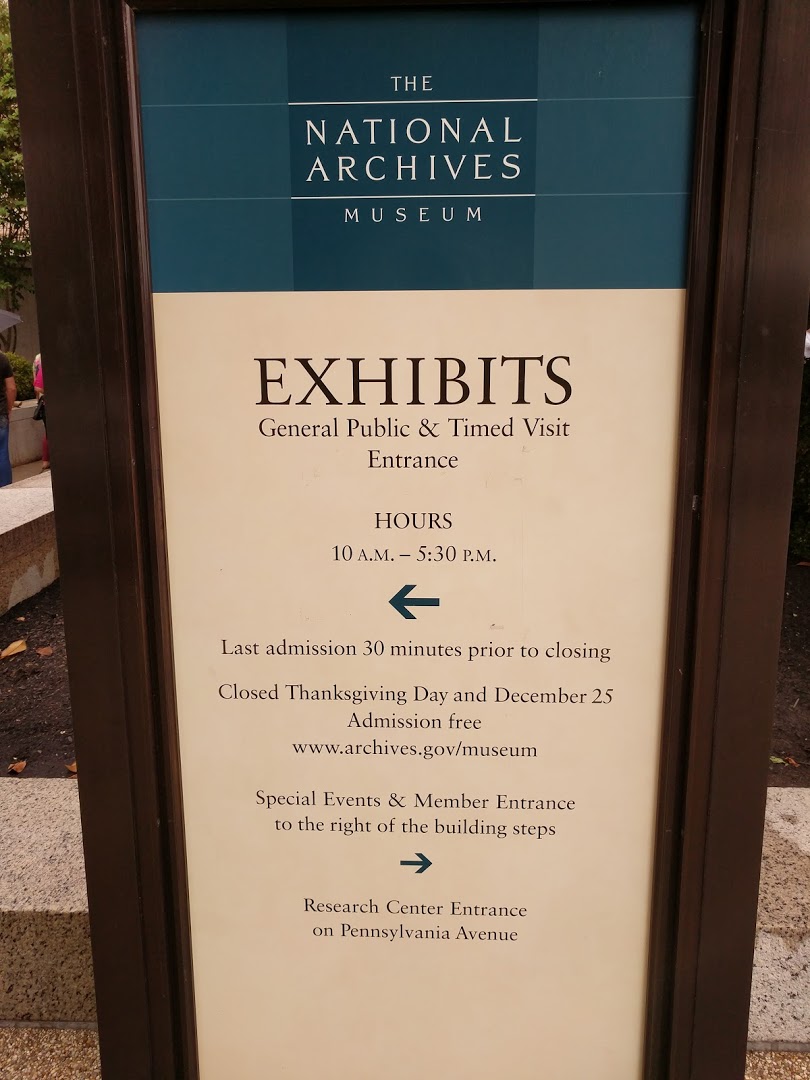 THE
NATIONAL
ARCHIVES
MUSEUM
EXHIBITS
General Public & Timed Visit
Entrance
HOURS
10 A.M. – 5:30 P.M.
Last admission 30 minutes prior to closing
Closed Thanksgiving Day and December 25
Admission free
www.archives.gov/museum
Special Events & Member Entrance
to the right of the building steps
Research Center Entrance
on Pennsylvania Avenue